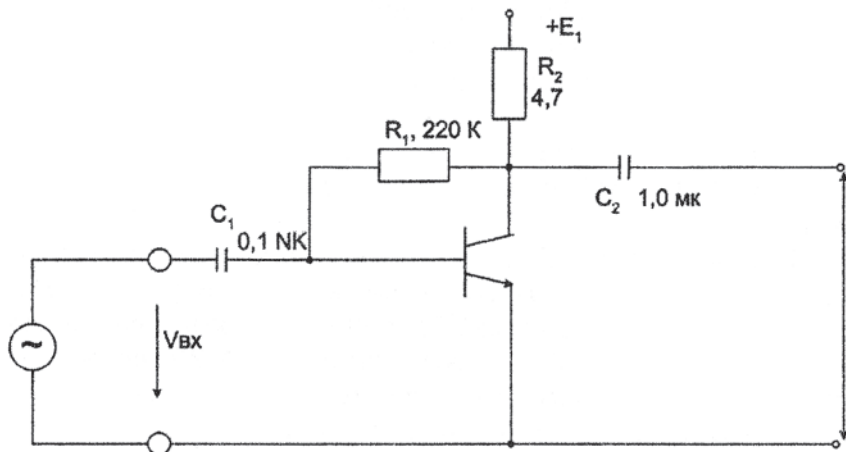 +E₁
R₂
4,7
R₁, 220 К
C₂ 1,0 мк
C₁
0,1 NK
Vвх
~